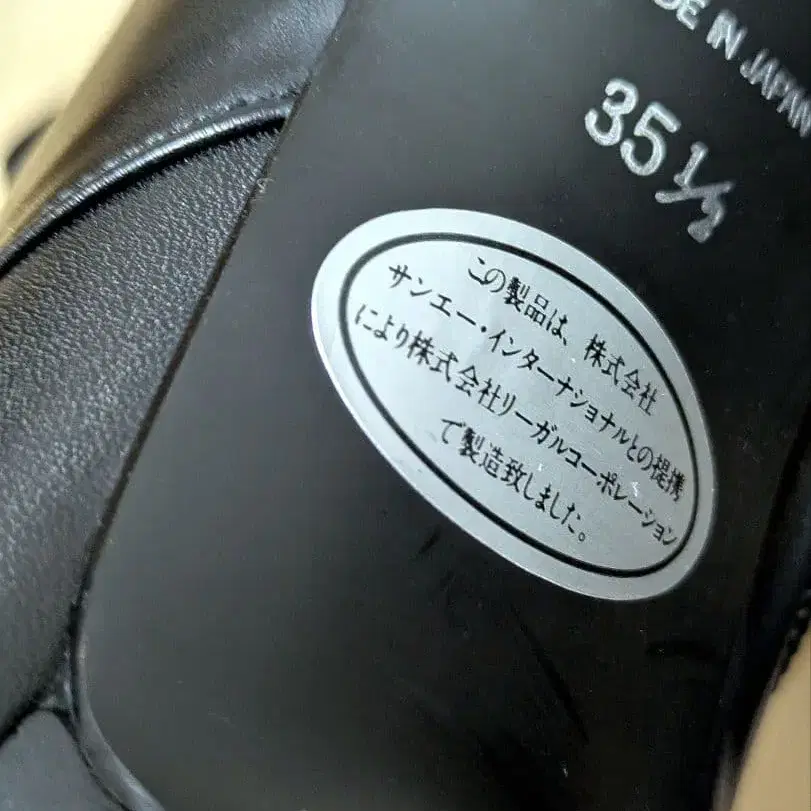 DE IN JAPAN
35½
この製品は、株式会社
サンエー・インターナショナルとの提携
により株式会社リーガルコーポレーション
で製造致しました。